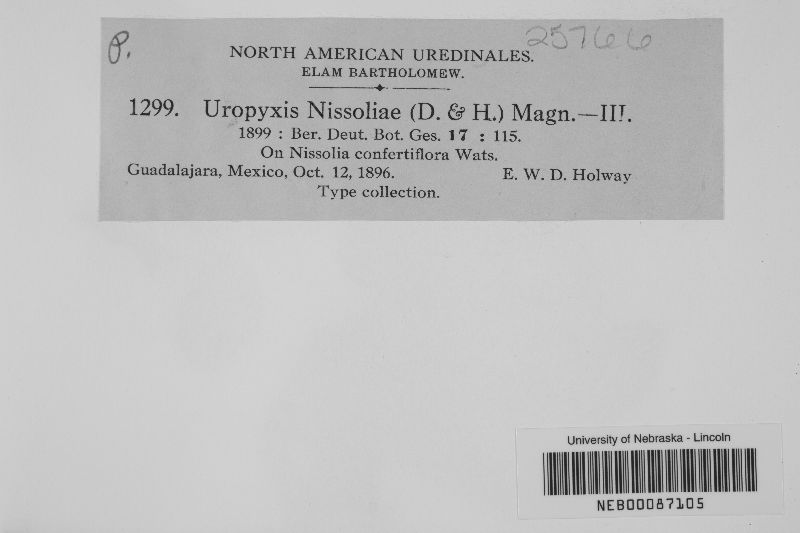 P. 25766
NORTH AMERICAN UREDINALES.
ELAM BARTHOLOMEW.
1299. Uropyxis Nissoliae (D. & H.) Magn.—III.
1899 : Ber. Deut. Bot. Ges. 17 : 115.
On Nissolia confertiflora Wats.
Guadalajara, Mexico, Oct. 12, 1896. E. W. D. Holway
Type collection.
University of Nebraska - Lincoln
NEB00087105